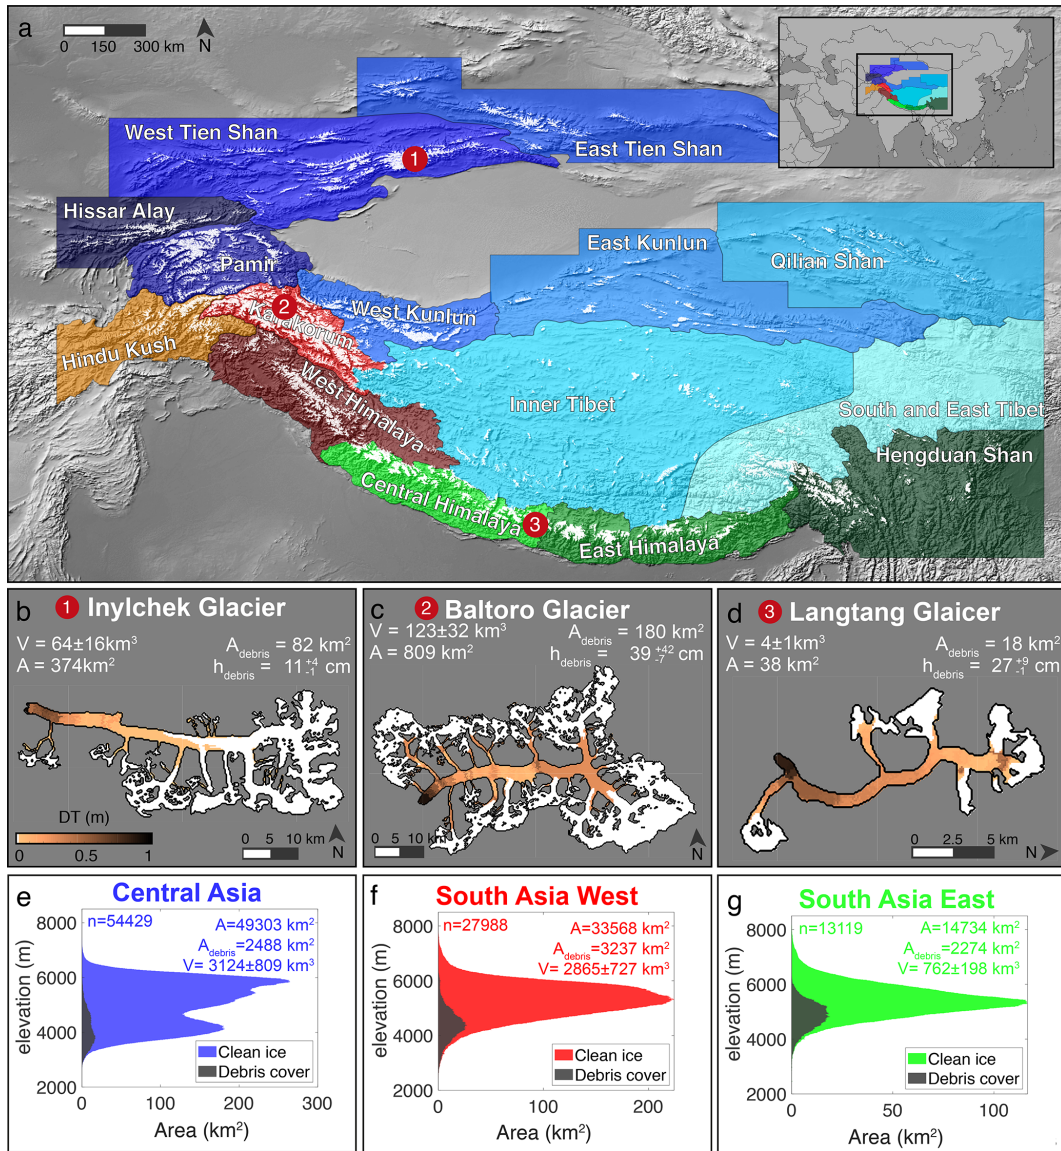 a
0 150 300 km N
West Tien Shan
East Tien Shan
1
Hissar Alay
Pamir
East Kunlun
Qilian Shan
2
Karakorum
West Kunlun
Hindu Kush
West Himalaya
Inner Tibet
South and East Tibet
Hengduan Shan
Central Himalaya
3
East Himalaya
b 1 Inylchek Glacier
V = 64±16km³ A_debris = 82 km²
A = 374km² h_debris = 11 +4 -1 cm
DT (m)
0 0.5 1
0 5 10 km
N
c 2 Baltoro Glacier
V = 123±32 km³ A_debris = 180 km²
A = 809 km² h_debris = 39 +42 -7 cm
0 5 10 km
N
d 3 Langtang Glaicer
V = 4±1km³ A_debris = 18 km²
A = 38 km² h_debris = 27 +9 -1 cm
0 2.5 5 km
N
e
Central Asia
n=54429
A=49303 km²
A_debris=2488 km²
V= 3124±809 km³
8000
6000
4000
2000
elevation (m)
Clean ice
Debris cover
0 100 200 300
Area (km²)
f
South Asia West
n=27988
A=33568 km²
A_debris=3237 km²
V= 2865±727 km³
8000
6000
4000
2000
elevation (m)
Clean ice
Debris cover
0 100 200
Area (km²)
g
South Asia East
n=13119
A=14734 km²
A_debris=2274 km²
V= 762±198 km³
8000
6000
4000
2000
elevation (m)
Clean ice
Debris cover
0 50 100
Area (km²)